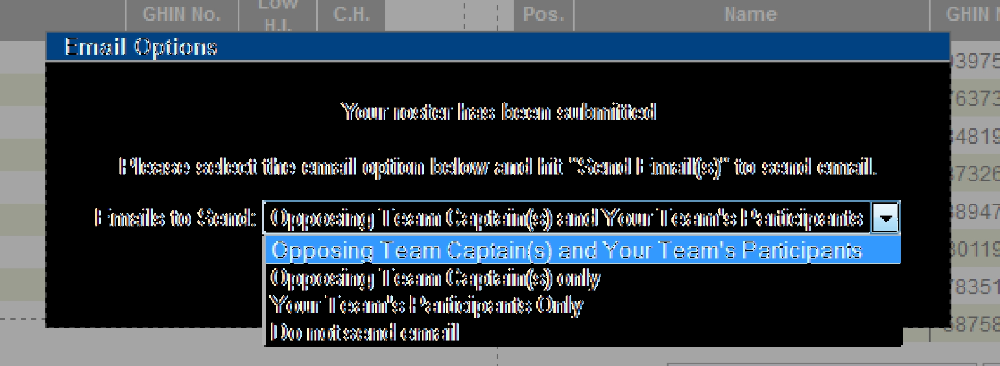 GHIN No.
Low
H.I.
C.H.
Pos.
Name
GHIN
Email Options
Your roster has been submitted
Please select the email option below and hit "Send Email(s)" to send email.
Emails to Send:
Opposing Team Captain(s) and Your Team's Participants
Opposing Team Captain(s) and Your Team's Participants
Opposing Team Captain(s) only
Your Team's Participants Only
Do not send email
3975
6373
4819
7326
8947
0119
78351
58758